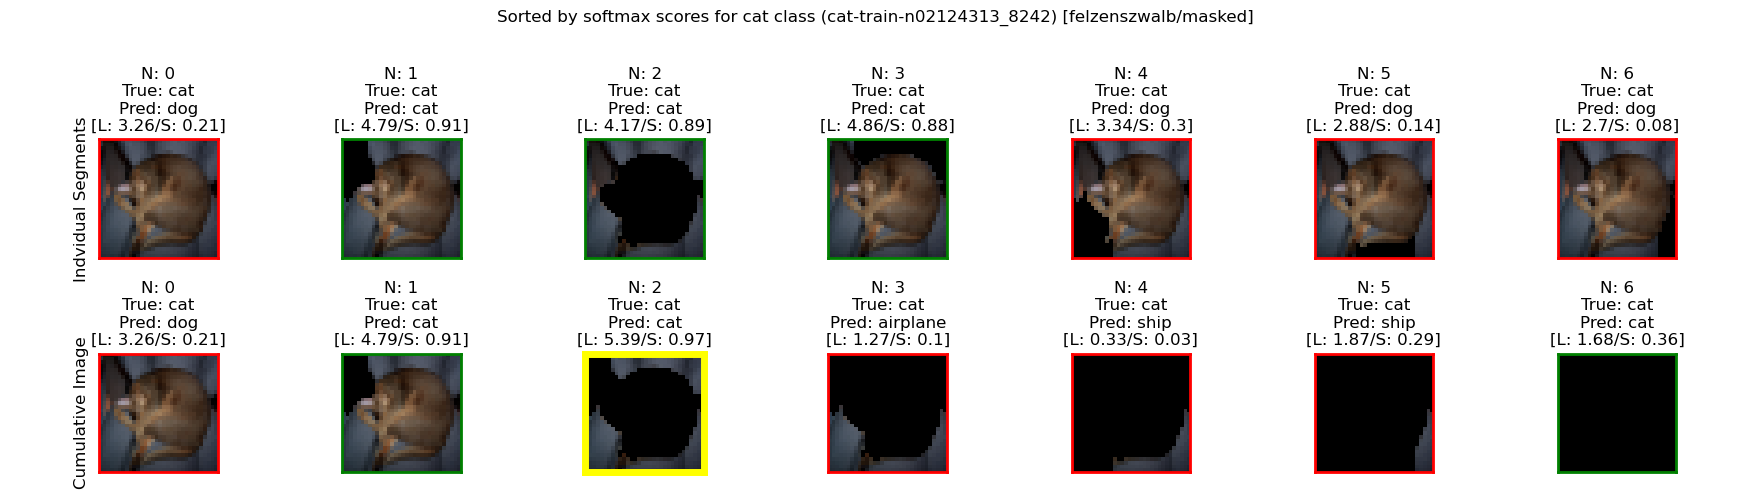 Sorted by softmax scores for cat class (cat-train-n02124313_8242) [felzenszwalb/masked]
Indvidual Segments
N: 0
True: cat
Pred: dog
[L: 3.26/S: 0.21]
N: 1
True: cat
Pred: cat
[L: 4.79/S: 0.91]
N: 2
True: cat
Pred: cat
[L: 4.17/S: 0.89]
N: 3
True: cat
Pred: cat
[L: 4.86/S: 0.88]
N: 4
True: cat
Pred: dog
[L: 3.34/S: 0.3]
N: 5
True: cat
Pred: dog
[L: 2.88/S: 0.14]
N: 6
True: cat
Pred: dog
[L: 2.7/S: 0.08]
Cumulative Image
N: 0
True: cat
Pred: dog
[L: 3.26/S: 0.21]
N: 1
True: cat
Pred: cat
[L: 4.79/S: 0.91]
N: 2
True: cat
Pred: cat
[L: 5.39/S: 0.97]
N: 3
True: cat
Pred: airplane
[L: 1.27/S: 0.1]
N: 4
True: cat
Pred: ship
[L: 0.33/S: 0.03]
N: 5
True: cat
Pred: ship
[L: 1.87/S: 0.29]
N: 6
True: cat
Pred: cat
[L: 1.68/S: 0.36]